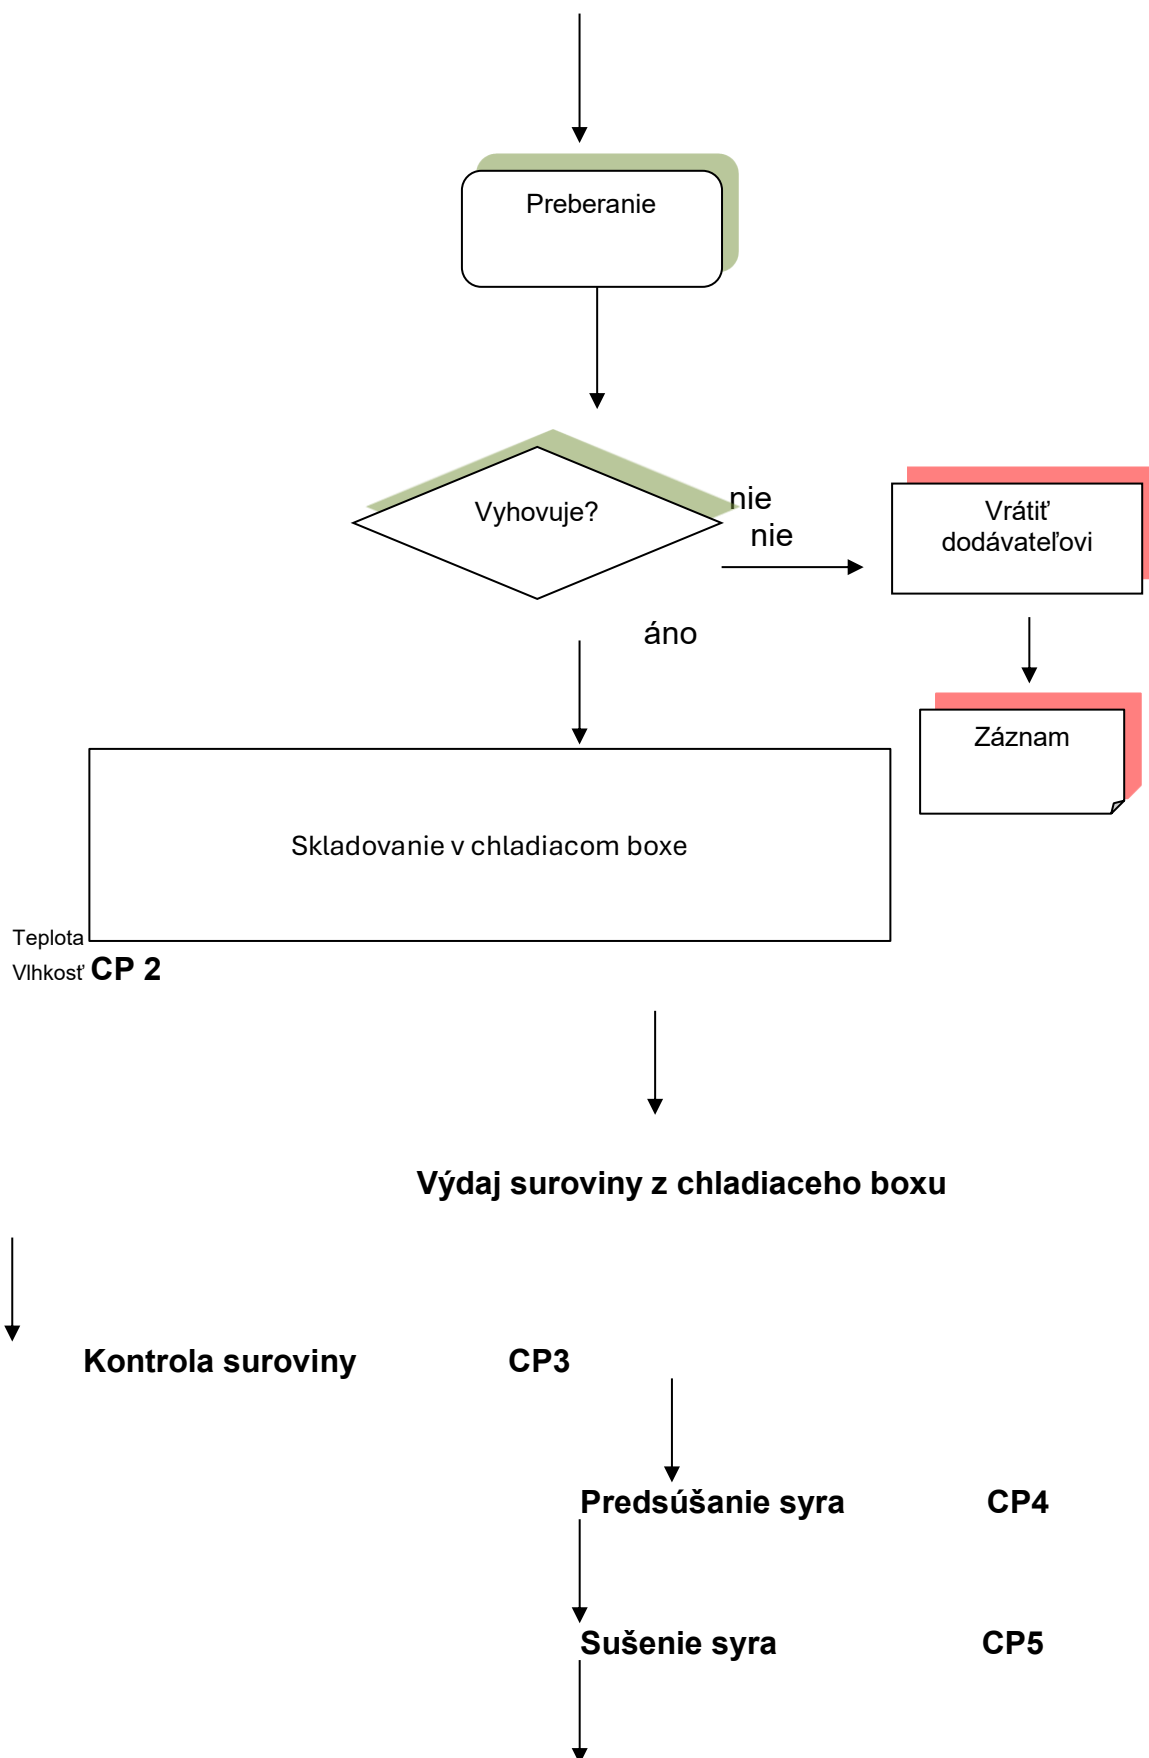 Preberanie
Vyhovuje?
nie
nie
Vrátiť
dodávateľovi
áno
Záznam
Skladovanie v chladiacom boxe
Teplota
Vlhkosť CP 2
Výdaj suroviny z chladiaceho boxu
Kontrola suroviny CP3
Predsúšanie syra CP4
Sušenie syra CP5